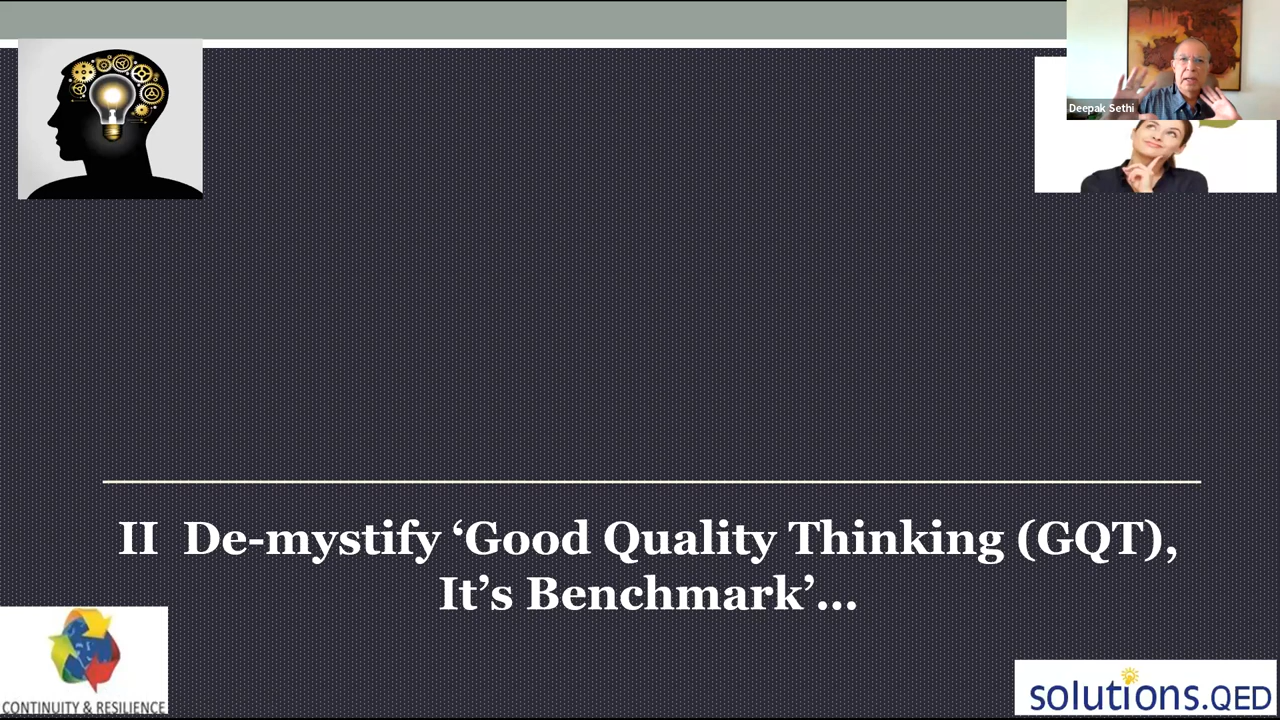 Deepak Sethi
II De-mystify ‘Good Quality Thinking (GQT),
It’s Benchmark’...
CONTINUITY & RESILIENCE
solutions.QED